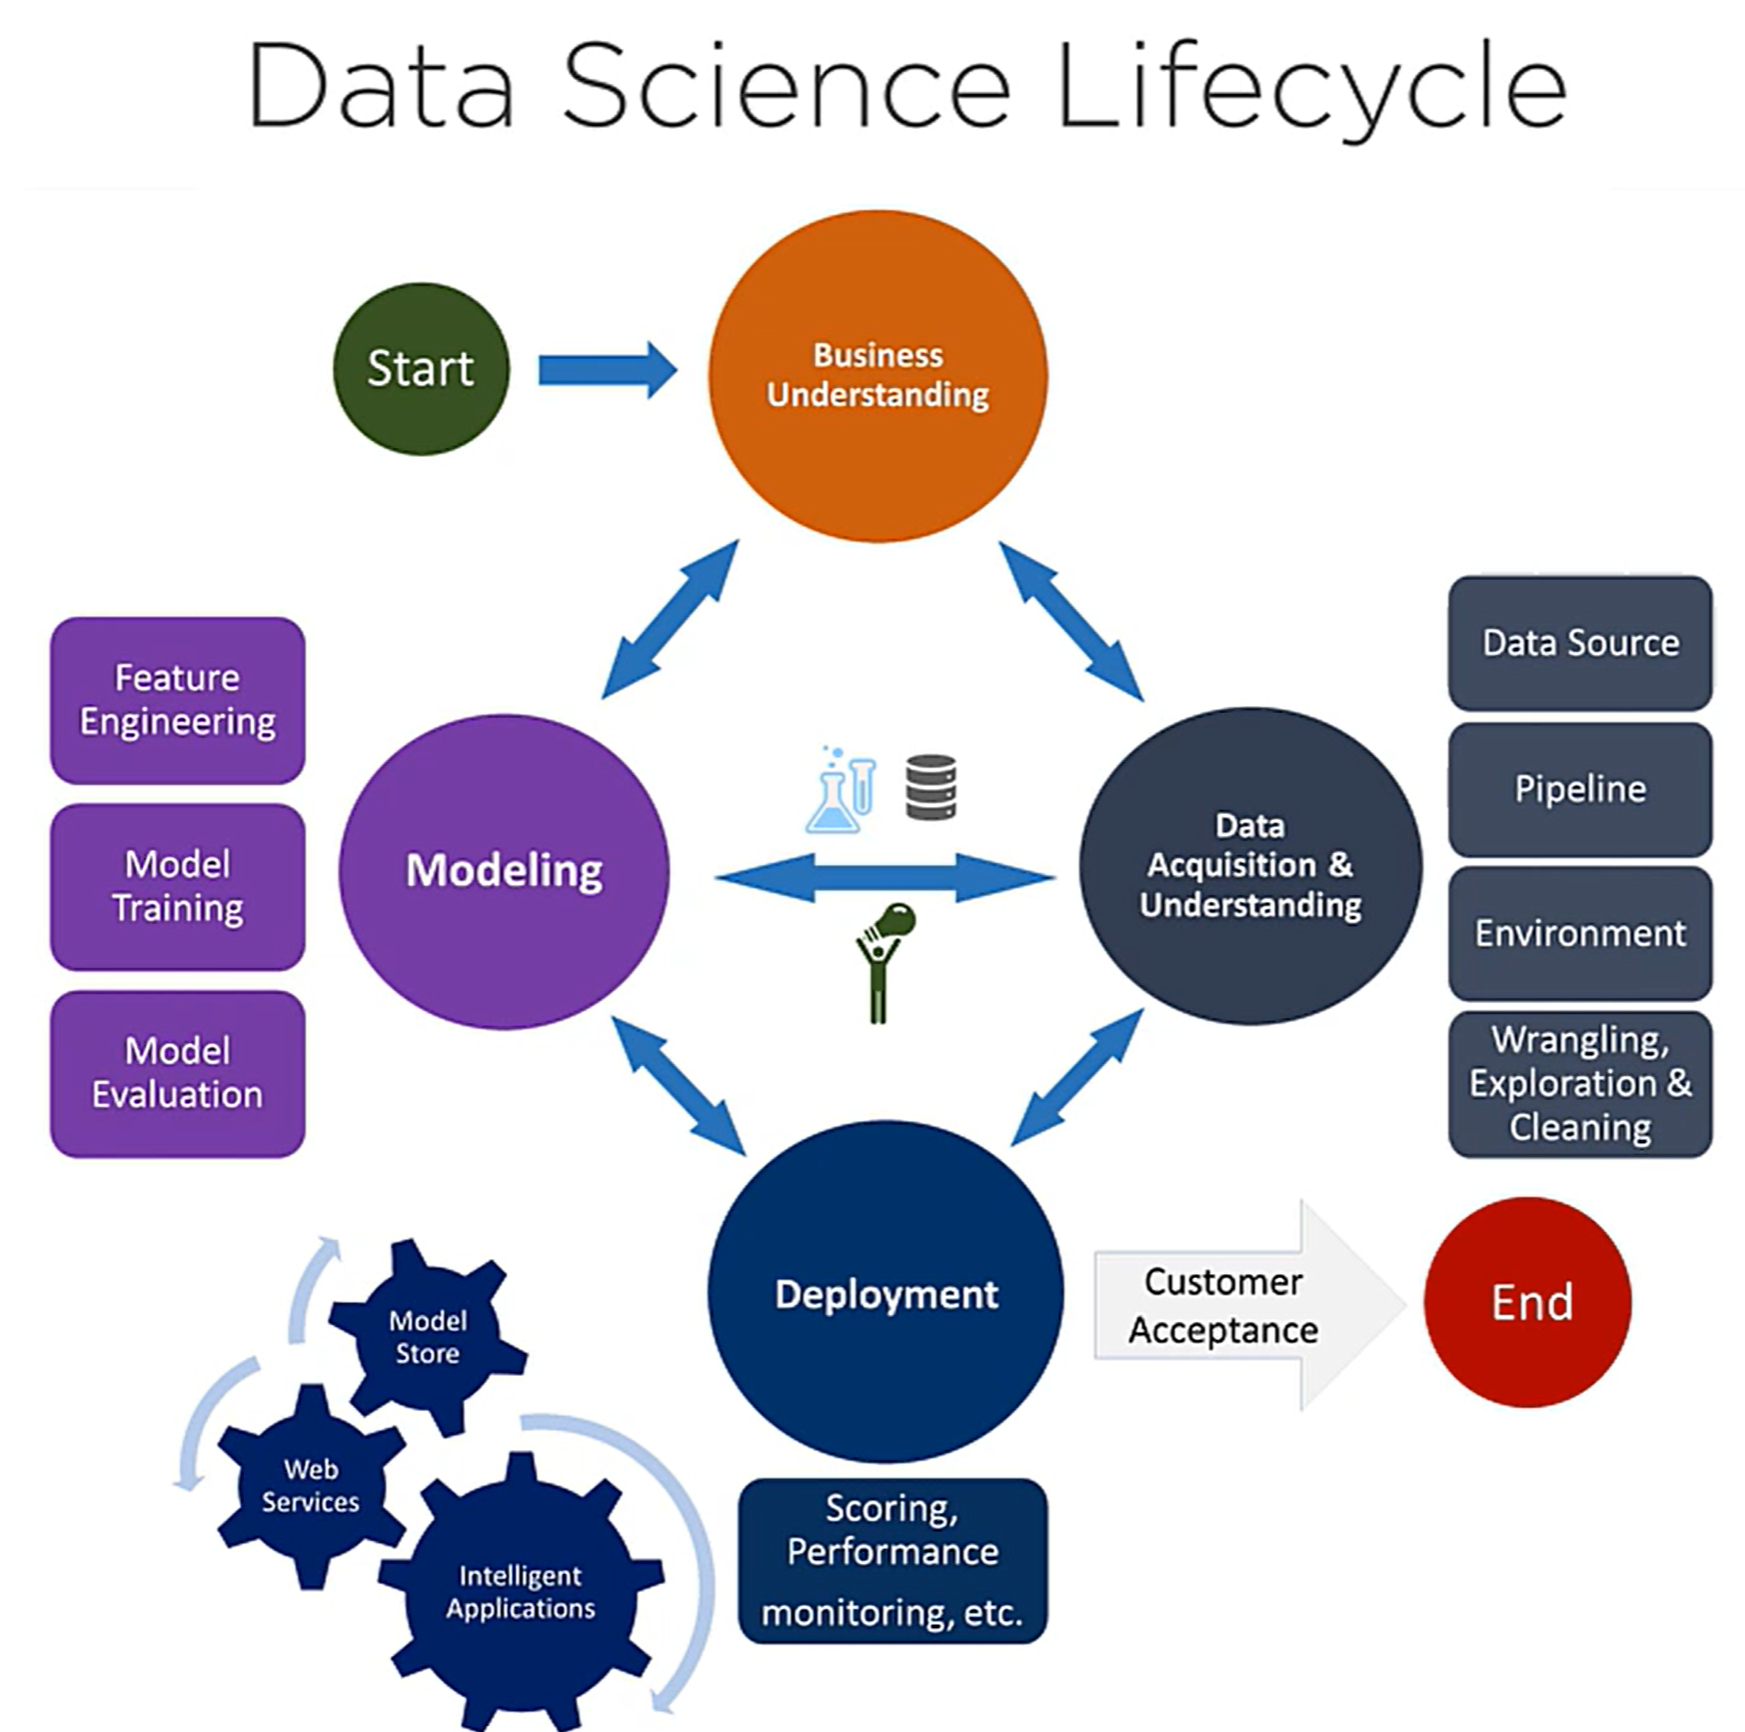 Data Science Lifecycle
Start
Business
Understanding
Feature
Engineering
Model
Training
Model
Evaluation
Modeling
Data
Acquisition &
Understanding
Data Source
Pipeline
Environment
Wrangling,
Exploration &
Cleaning
Deployment
Customer
Acceptance
End
Model
Store
Web
Services
Intelligent
Applications
Scoring,
Performance
monitoring, etc.